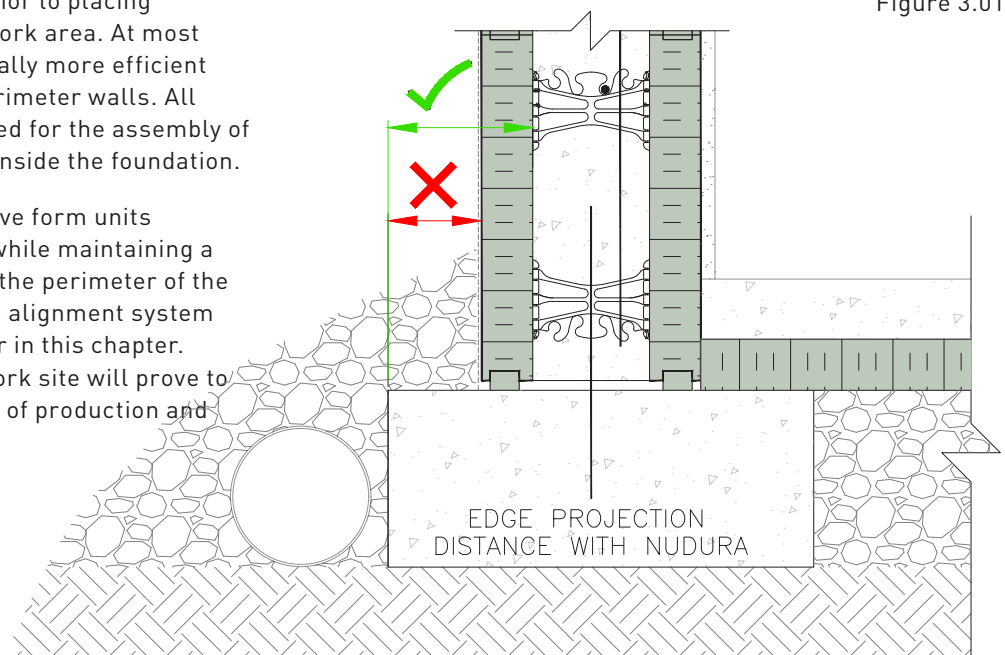 ior to placing
ork area. At most
ally more efficient
rimeter walls. All
ed for the assembly of
nside the foundation.
ve form units
while maintaining a
the perimeter of the
alignment system
r in this chapter.
ork site will prove to
of production and
Figure 3.01
EDGE PROJECTION
DISTANCE WITH NUDURA